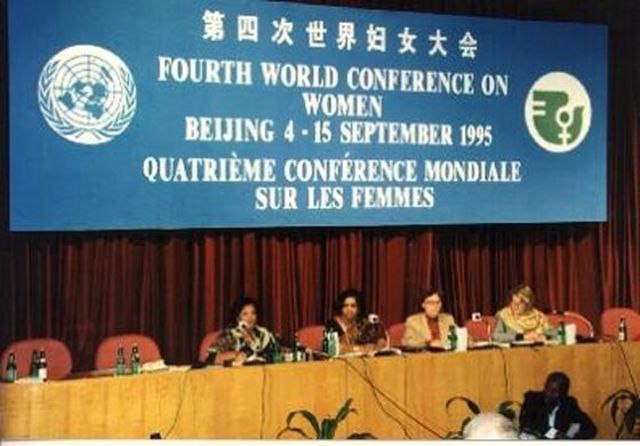 第四次世界妇女大会
FOURTH WORLD CONFERENCE ON
WOMEN
BEIJING 4 - 15 SEPTEMBER 1995
QUATRIÈME CONFÉRENCE MONDIALE
SUR LES FEMMES